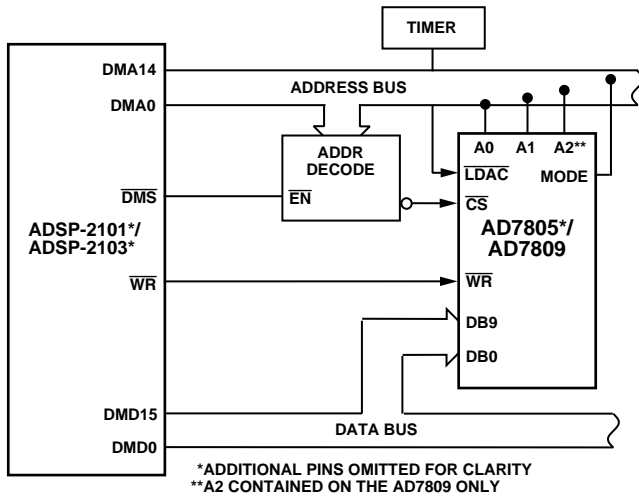 TIMER
DMA14
ADDRESS BUS
DMA0
A0 A1 A2**
ADDR
DECODE
LDAC
MODE
DMS
EN
CS
ADSP-2101*/
ADSP-2103*
AD7805*/
AD7809
WR
WR
DB9
DB0
DMD15
DATA BUS
DMD0
*ADDITIONAL PINS OMITTED FOR CLARITY
**A2 CONTAINED ON THE AD7809 ONLY